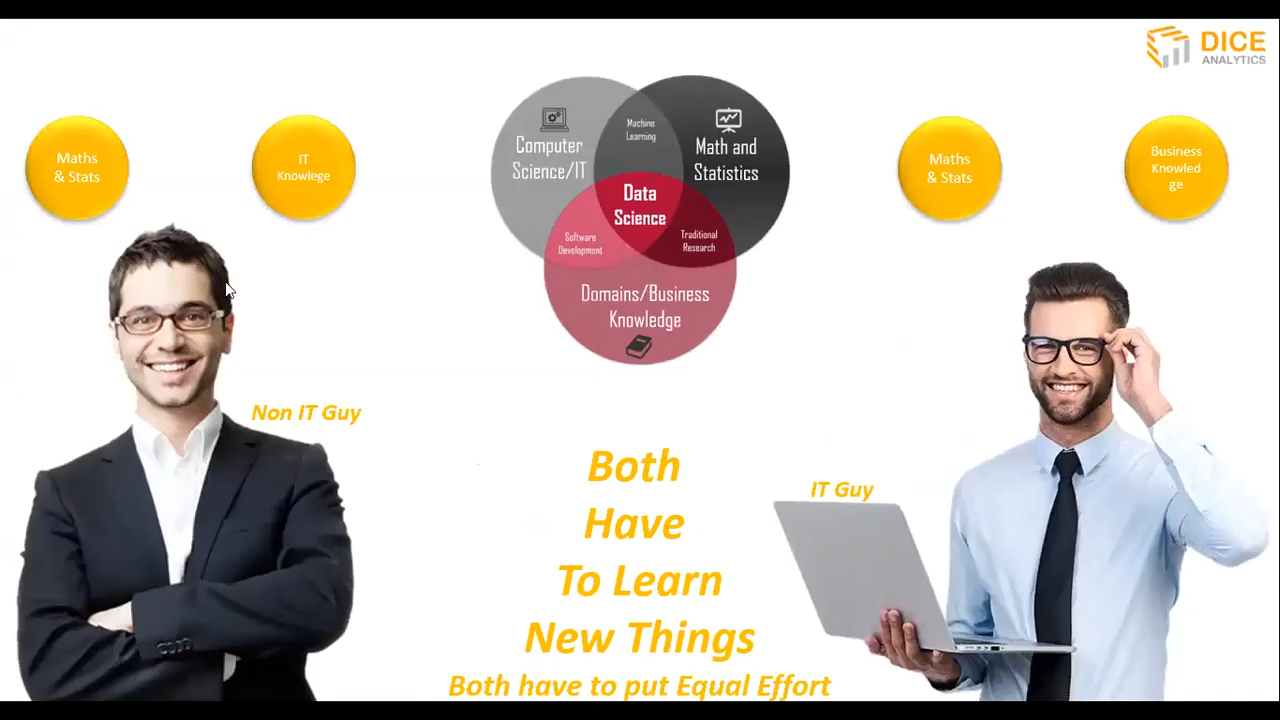 DICE
ANALYTICS
Maths
& Stats
IT
Knowlege
Computer
Science/IT
Machine
Learning
Math and
Statistics
Data
Science
Software
Development
Traditional
Research
Domains/Business
Knowledge
Maths
& Stats
Business
Knowled
ge
Non IT Guy
IT Guy
Both
Have
To Learn
New Things
Both have to put Equal Effort